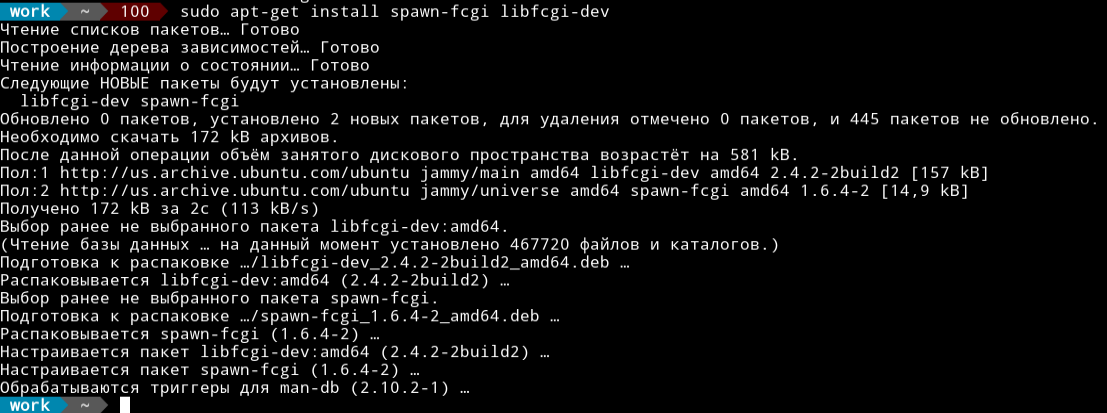 work ~ 100 sudo apt-get install spawn-fcgi libfcgi-dev
Чтение списков пакетов… Готово
Построение дерева зависимостей… Готово
Чтение информации о состоянии… Готово
Следующие НОВЫЕ пакеты будут установлены:
libfcgi-dev spawn-fcgi
Обновлено 0 пакетов, установлено 2 новых пакетов, для удаления отмечено 0 пакетов, и 445 пакетов не обновлено.
Необходимо скачать 172 kB архивов.
После данной операции объём занятого дискового пространства возрастёт на 581 kB.
Пол:1 http://us.archive.ubuntu.com/ubuntu jammy/main amd64 libfcgi-dev amd64 2.4.2-2build2 [157 kB]
Пол:2 http://us.archive.ubuntu.com/ubuntu jammy/universe amd64 spawn-fcgi amd64 1.6.4-2 [14,9 kB]
Получено 172 kB за 2с (113 kB/s)
Выбор ранее не выбранного пакета libfcgi-dev:amd64.
(Чтение базы данных … на данный момент установлено 467720 файлов и каталогов.)
Подготовка к распаковке …/libfcgi-dev_2.4.2-2build2_amd64.deb …
Распаковывается libfcgi-dev:amd64 (2.4.2-2build2) …
Выбор ранее не выбранного пакета spawn-fcgi.
Подготовка к распаковке …/spawn-fcgi_1.6.4-2_amd64.deb …
Распаковывается spawn-fcgi (1.6.4-2) …
Настраивается пакет libfcgi-dev:amd64 (2.4.2-2build2) …
Настраивается пакет spawn-fcgi (1.6.4-2) …
Обрабатываются триггеры для man-db (2.10.2-1) …
work ~